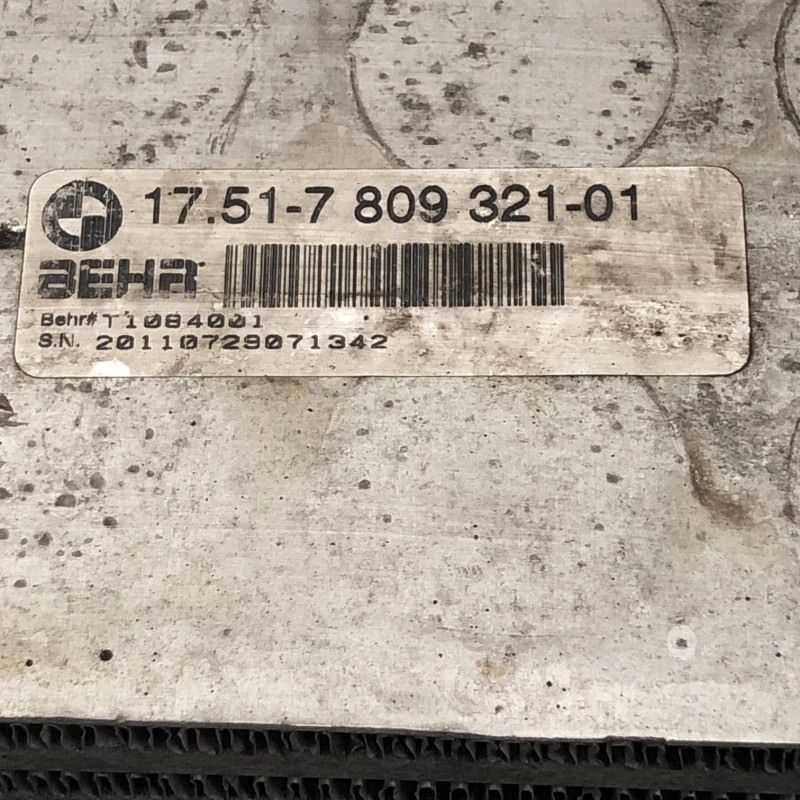 17.51-7 809 321-01
BEHR
Behr# T1084001
S.N. 20110729071342